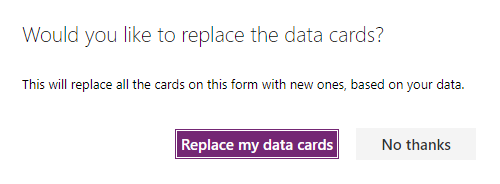 Would you like to replace the data cards?
This will replace all the cards on this form with new ones, based on your data.
Replace my data cards
No thanks